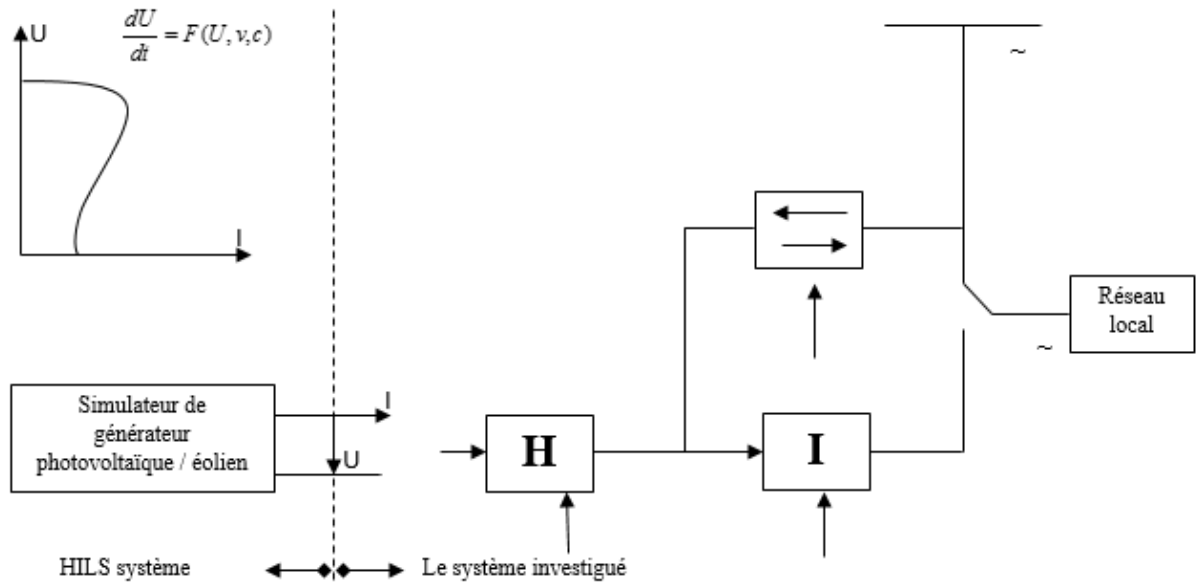 U
dU/dt = F(U,v,c)
I
~
Réseau
local
~
Simulateur de
générateur
photovoltaïque / éolien
I
U
H
I
HILS système
Le système investigué